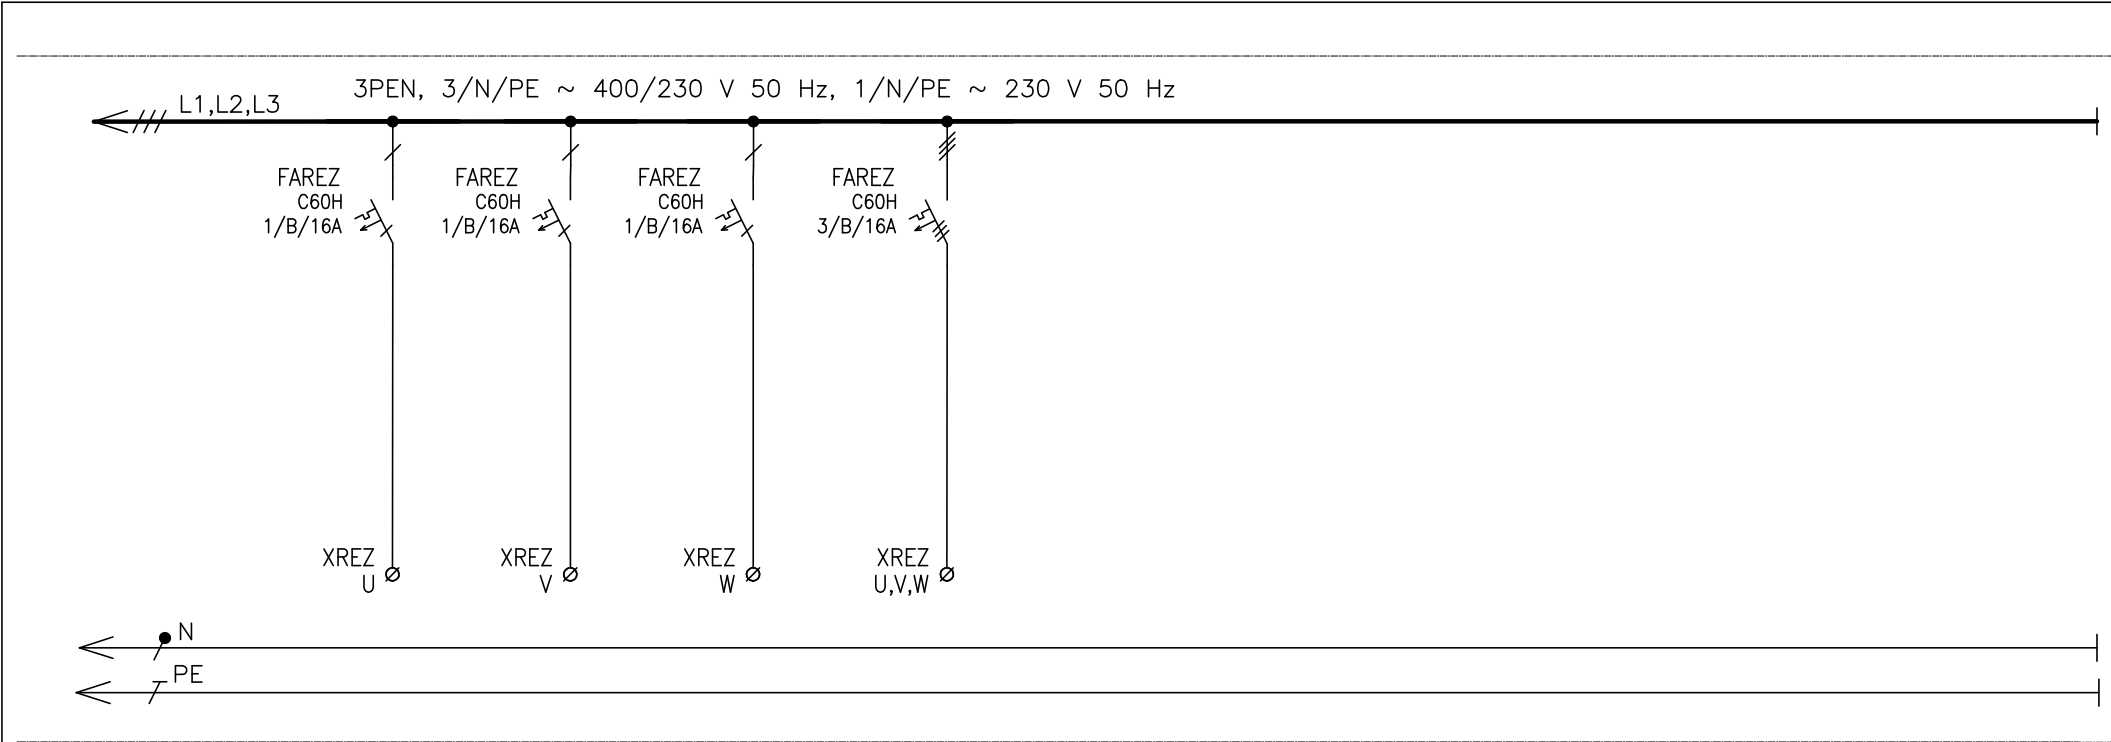 3PEN, 3/N/PE ~ 400/230 V 50 Hz, 1/N/PE ~ 230 V 50 Hz
L1,L2,L3
FAREZ
C60H
1/B/16A
FAREZ
C60H
1/B/16A
FAREZ
C60H
1/B/16A
FAREZ
C60H
3/B/16A
XREZ
U
XREZ
V
XREZ
W
XREZ
U,V,W
N
PE